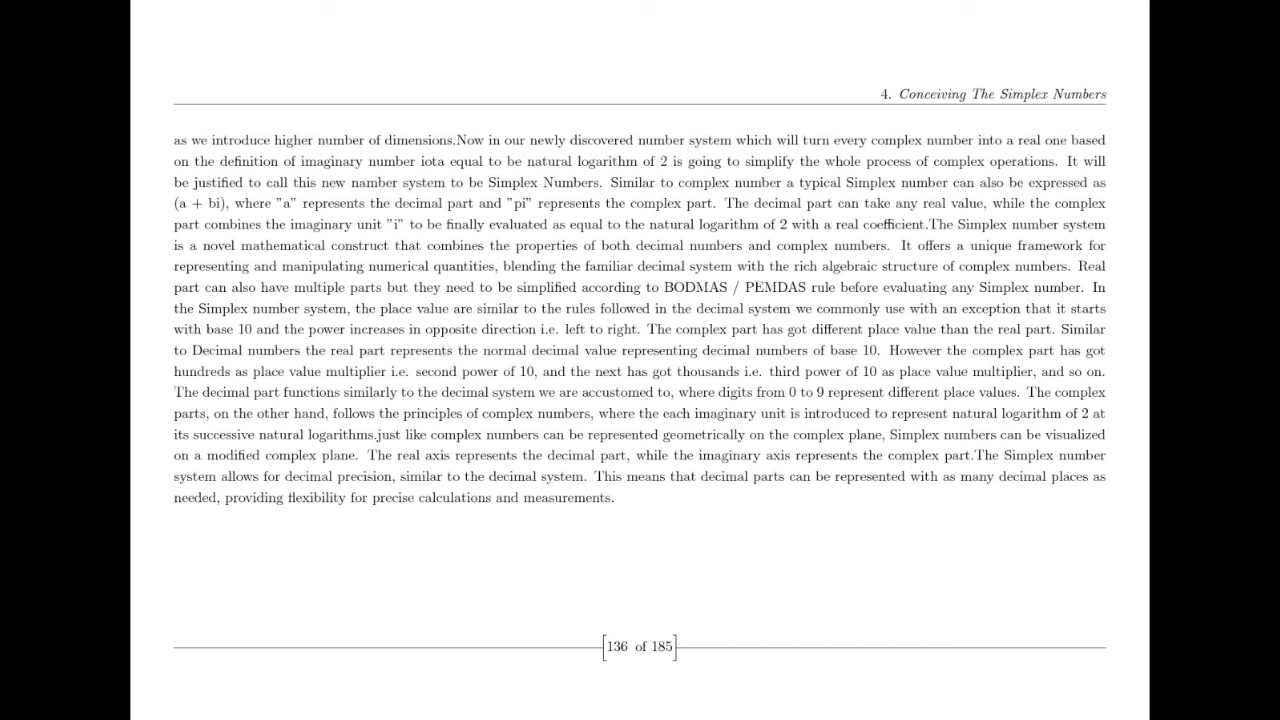 4. Conceiving The Simplex Numbers
as we introduce higher number of dimensions.Now in our newly discovered number system which will turn every complex number into a real one based
on the definition of imaginary number iota equal to be natural logarithm of 2 is going to simplify the whole process of complex operations. It will
be justified to call this new namber system to be Simplex Numbers. Similar to complex number a typical Simplex number can also be expressed as
(a + bi), where "a" represents the decimal part and "pi" represents the complex part. The decimal part can take any real value, while the complex
part combines the imaginary unit "i" to be finally evaluated as equal to the natural logarithm of 2 with a real coefficient.The Simplex number system
is a novel mathematical construct that combines the properties of both decimal numbers and complex numbers. It offers a unique framework for
representing and manipulating numerical quantities, blending the familiar decimal system with the rich algebraic structure of complex numbers. Real
part can also have multiple parts but they need to be simplified according to BODMAS / PEMDAS rule before evaluating any Simplex number. In
the Simplex number system, the place value are similar to the rules followed in the decimal system we commonly use with an exception that it starts
with base 10 and the power increases in opposite direction i.e. left to right. The complex part has got different place value than the real part. Similar
to Decimal numbers the real part represents the normal decimal value representing decimal numbers of base 10. However the complex part has got
hundreds as place value multiplier i.e. second power of 10, and the next has got thousands i.e. third power of 10 as place value multiplier, and so on.
The decimal part functions similarly to the decimal system we are accustomed to, where digits from 0 to 9 represent different place values. The complex
parts, on the other hand, follows the principles of complex numbers, where the each imaginary unit is introduced to represent natural logarithm of 2 at
its successive natural logarithms.just like complex numbers can be represented geometrically on the complex plane, Simplex numbers can be visualized
on a modified complex plane. The real axis represents the decimal part, while the imaginary axis represents the complex part.The Simplex number
system allows for decimal precision, similar to the decimal system. This means that decimal parts can be represented with as many decimal places as
needed, providing flexibility for precise calculations and measurements.
136 of 185